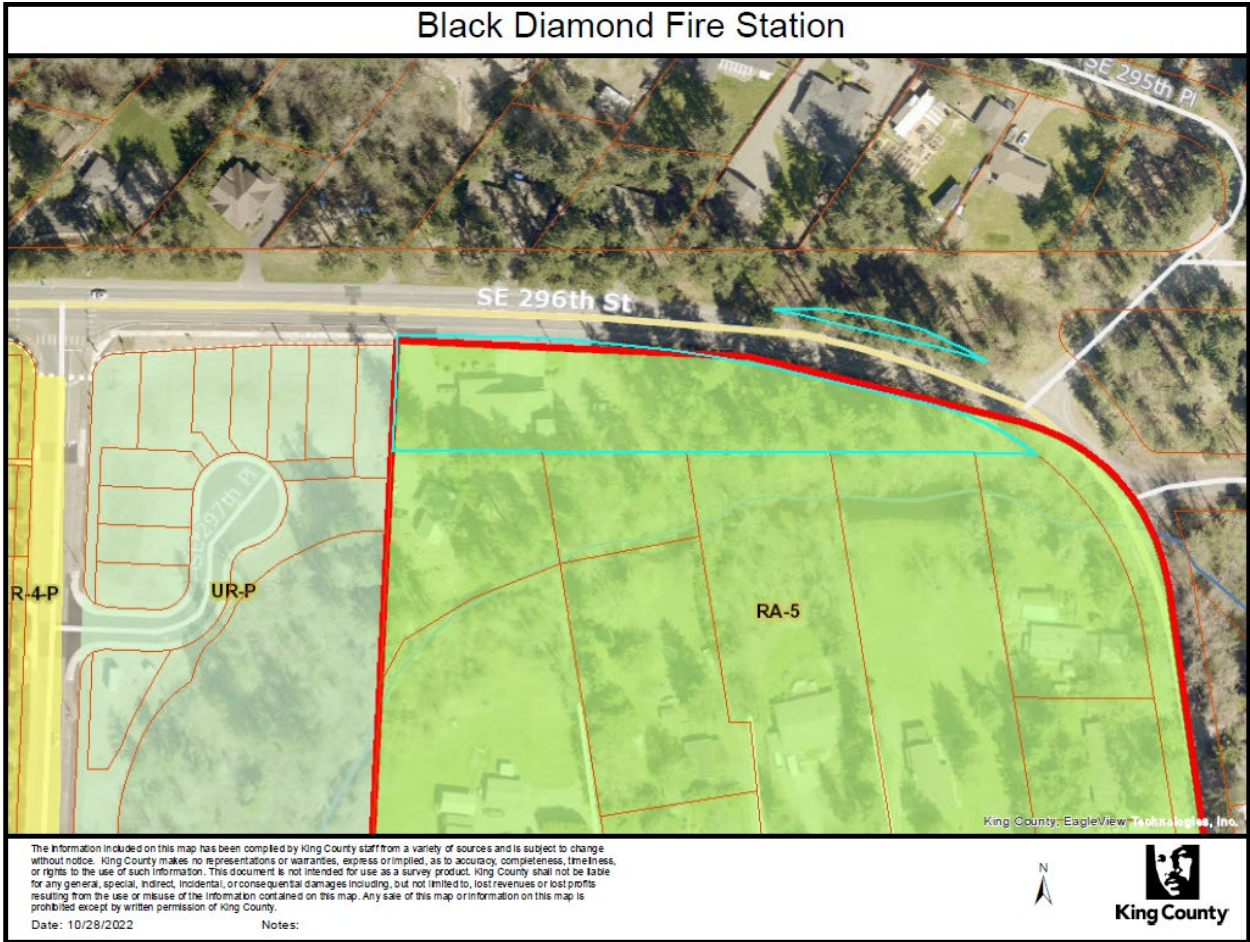 Black Diamond Fire Station
SE 295th Pl
SE 296th St
SE 297th Pl
R-4-P
UR-P
RA-5
King County, EagleView Technologies, Inc.
The information included on this map has been compiled by King County staff from a variety of sources and is subject to change
without notice. King County makes no representations or warranties, express or implied, as to accuracy, completeness, timeliness,
or rights to the use of such information. This document is not intended for use as a survey product. King County shall not be liable
for any general, special, indirect, incidental, or consequential damages including, but not limited to, lost revenues or lost profits
resulting from the use or misuse of the information contained on this map. Any sale of this map or information on this map is
prohibited except by written permission of King County.
Date: 10/28/2022
Notes:
N
King County